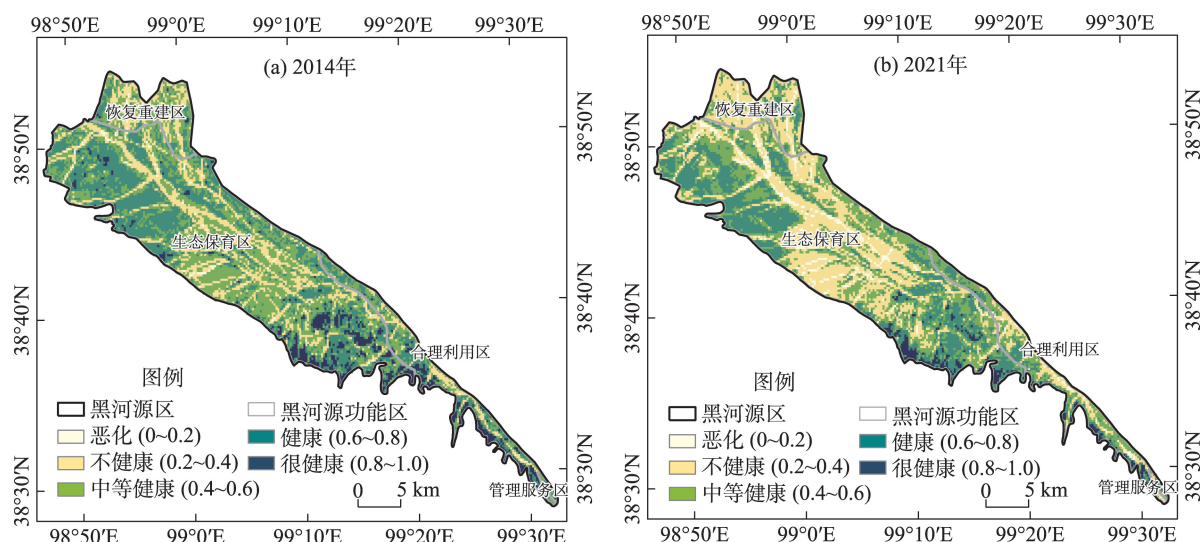 98°50′E 99°0′E 99°10′E 99°20′E 99°30′E
(a) 2014年
恢复重建区
38°50′N 38°50′N
生态保育区
38°40′N 38°40′N
合理利用区
图例
黑河源区 黑河源功能区
恶化 (0~0.2) 健康 (0.6~0.8)
不健康 (0.2~0.4) 很健康 (0.8~1.0)
中等健康 (0.4~0.6) 0 5 km
管理服务区
38°30′N 38°30′N
98°50′E 99°0′E 99°10′E 99°20′E 99°30′E
98°50′E 99°0′E 99°10′E 99°20′E 99°30′E
(b) 2021年
恢复重建区
38°50′N 38°50′N
生态保育区
38°40′N 38°40′N
合理利用区
图例
黑河源区 黑河源功能区
恶化 (0~0.2) 健康 (0.6~0.8)
不健康 (0.2~0.4) 很健康 (0.8~1.0)
中等健康 (0.4~0.6) 0 5 km
管理服务区
38°30′N 38°30′N
98°50′E 99°0′E 99°10′E 99°20′E 99°30′E